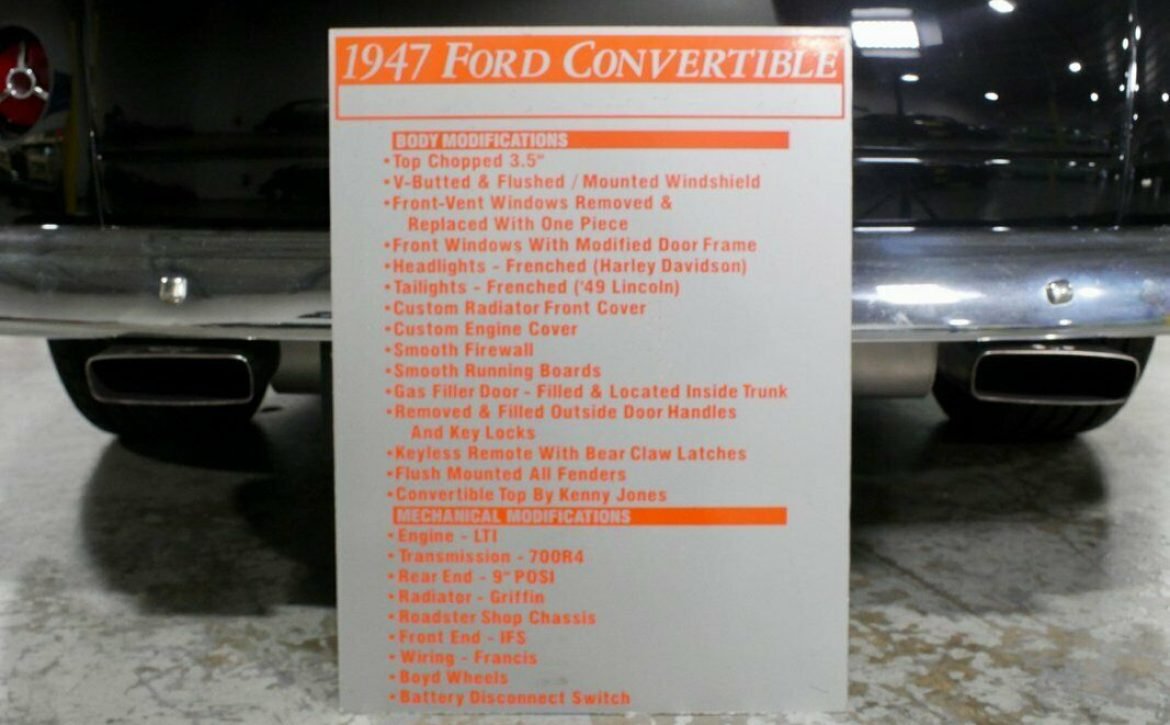 1947 FORD CONVERTIBLE
BODY MODIFICATIONS
•Top Chopped 3.5"
•V-Butted & Flushed / Mounted Windshield
•Front-Vent Windows Removed &
Replaced With One Piece
•Front Windows With Modified Door Frame
•Headlights - Frenched (Harley Davidson)
•Tailights - Frenched ('49 Lincoln)
•Custom Radiator Front Cover
•Custom Engine Cover
•Smooth Firewall
•Smooth Running Boards
•Gas Filler Door - Filled & Located Inside Trunk
•Removed & Filled Outside Door Handles
And Key Locks
•Keyless Remote With Bear Claw Latches
•Flush Mounted All Fenders
•Convertible Top By Kenny Jones
MECHANICAL MODIFICATIONS
•Engine - LTI
•Transmission - 700R4
•Rear End - 9" POSI
•Radiator - Griffin
•Roadster Shop Chassis
•Front End - IFS
•Wiring - Francis
•Boyd Wheels
•Battery Disconnect Switch